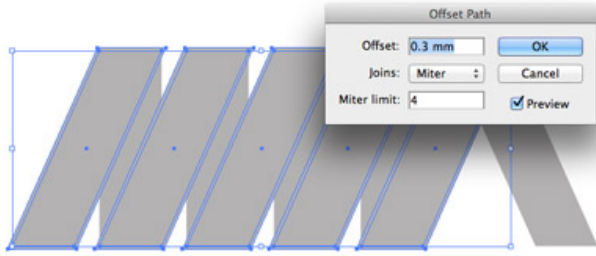 Offset Path
Offset: 0.3 mm OK
Joins: Miter Cancel
Miter limit: 4 Preview